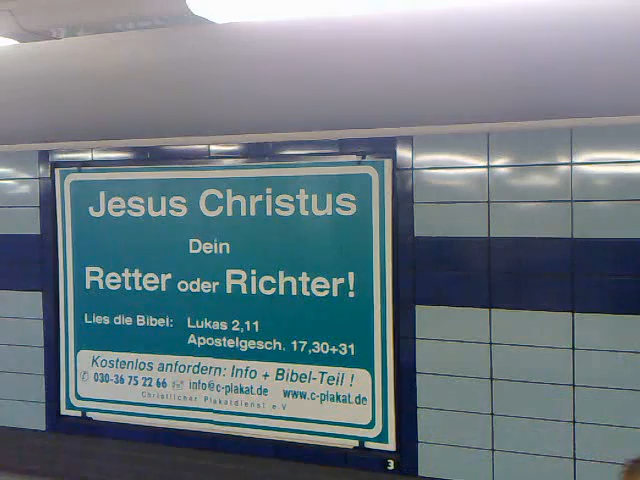 Jesus Christus
Dein
Retter oder Richter!
Lies die Bibel: Lukas 2,11
Apostelgesch. 17,30+31
Kostenlos anfordern: Info + Bibel-Teil !
✆ 030-36 75 22 66 info@c-plakat.de www.c-plakat.de
Christlicher Plakatdienst e.V
3